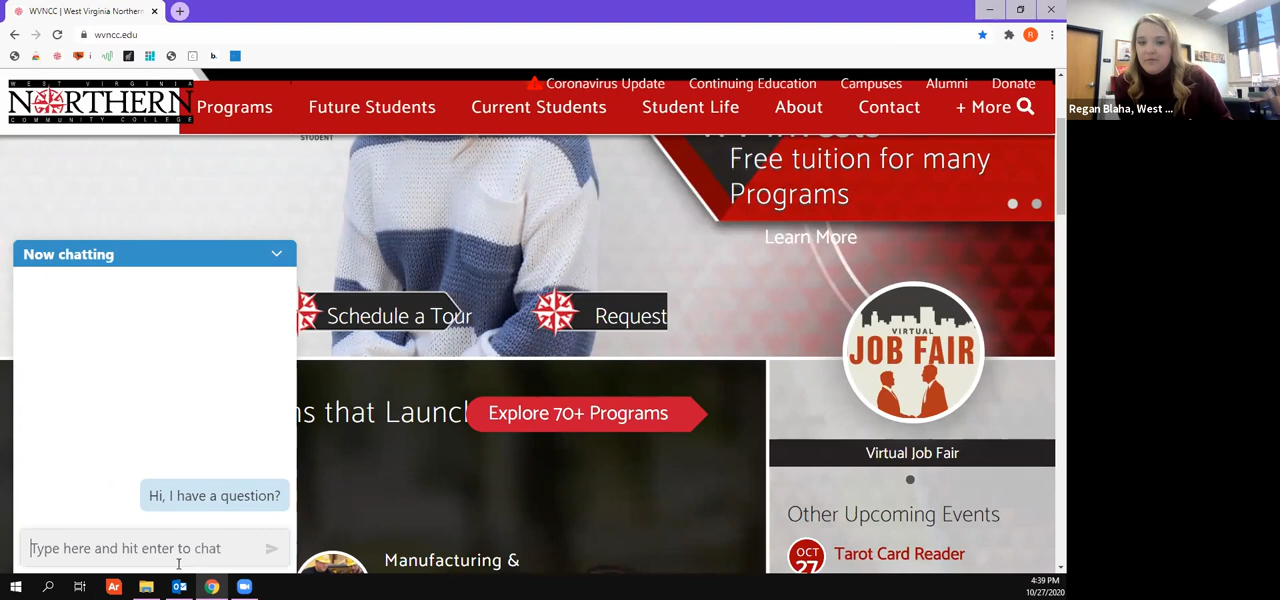 WVNCC | West Virginia Northern
wvncc.edu
R
b.
WEST VIRGINIA
NORTHERN
COMMUNITY COLLEGE
Coronavirus Update Continuing Education Campuses Alumni Donate
Programs Future Students Current Students Student Life About Contact + More
Regan Blaha, West ...
STUDENT
Free tuition for many
Programs
Learn More
Now chatting
Schedule a Tour
Request
VIRTUAL
JOB FAIR
that Launch
Explore 70+ Programs
Virtual Job Fair
Hi, I have a question?
Other Upcoming Events
Type here and hit enter to chat
Manufacturing &
OCT
27
Tarot Card Reader
Ar
4:39 PM
10/27/2020